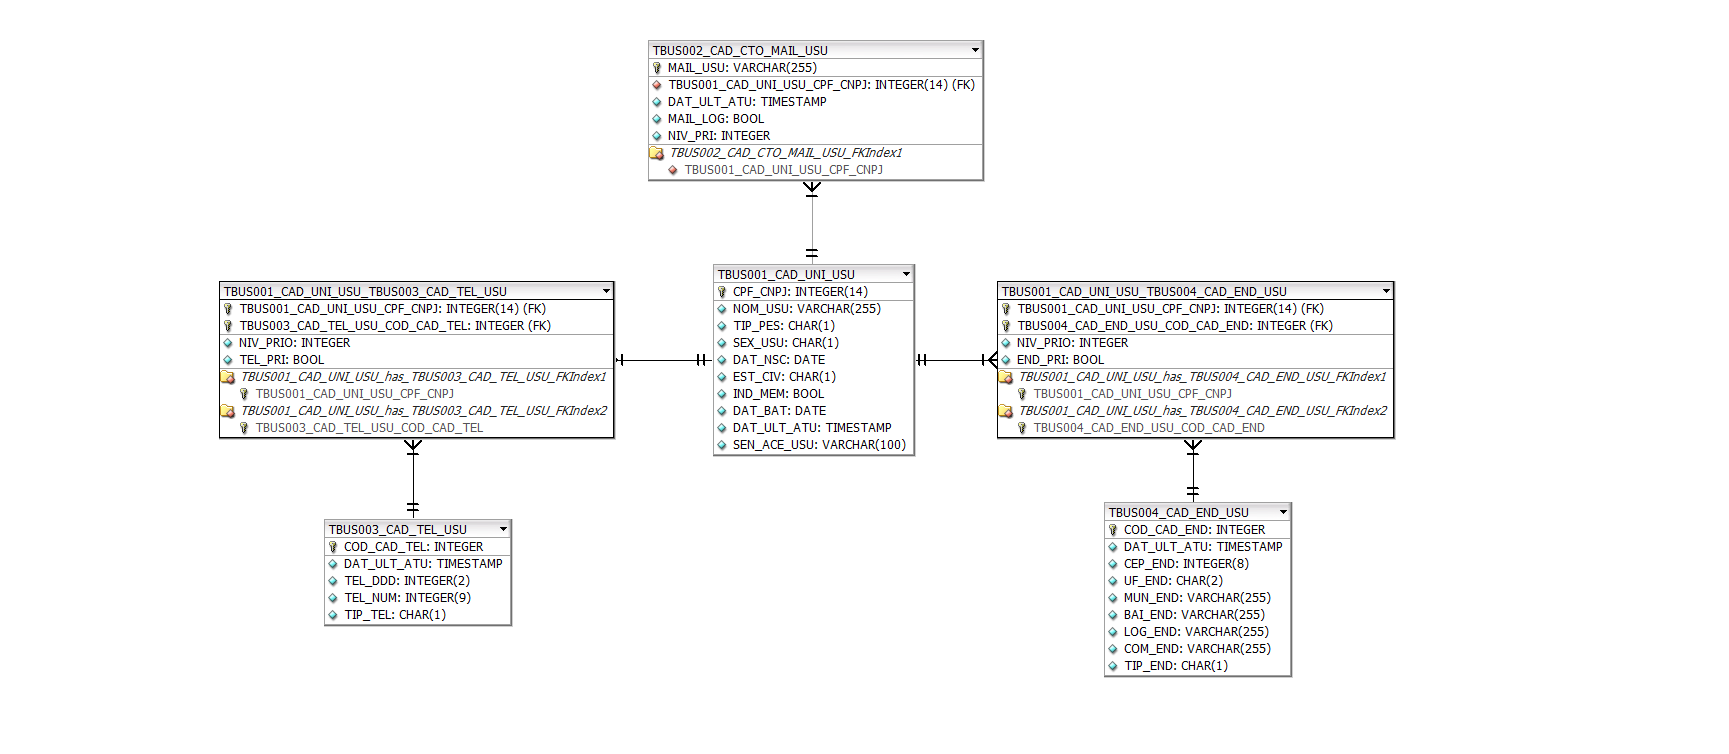 TBUS002_CAD_CTO_MAIL_USU
MAIL_USU: VARCHAR(255)
TBUS001_CAD_UNI_USU_CPF_CNPJ: INTEGER(14) (FK)
DAT_ULT_ATU: TIMESTAMP
MAIL_LOG: BOOL
NIV_PRI: INTEGER
TBUS002_CAD_CTO_MAIL_USU_FKIndex1
TBUS001_CAD_UNI_USU_CPF_CNPJ
TBUS001_CAD_UNI_USU_TBUS003_CAD_TEL_USU
TBUS001_CAD_UNI_USU_CPF_CNPJ: INTEGER(14) (FK)
TBUS003_CAD_TEL_USU_COD_CAD_TEL: INTEGER (FK)
NIV_PRIO: INTEGER
TEL_PRI: BOOL
TBUS001_CAD_UNI_USU_has_TBUS003_CAD_TEL_USU_FKIndex1
TBUS001_CAD_UNI_USU_CPF_CNPJ
TBUS001_CAD_UNI_USU_has_TBUS003_CAD_TEL_USU_FKIndex2
TBUS003_CAD_TEL_USU_COD_CAD_TEL
TBUS001_CAD_UNI_USU
CPF_CNPJ: INTEGER(14)
NOM_USU: VARCHAR(255)
TIP_PES: CHAR(1)
SEX_USU: CHAR(1)
DAT_NSC: DATE
EST_CIV: CHAR(1)
IND_MEM: BOOL
DAT_BAT: DATE
DAT_ULT_ATU: TIMESTAMP
SEN_ACE_USU: VARCHAR(100)
TBUS001_CAD_UNI_USU_TBUS004_CAD_END_USU
TBUS001_CAD_UNI_USU_CPF_CNPJ: INTEGER(14) (FK)
TBUS004_CAD_END_USU_COD_CAD_END: INTEGER (FK)
NIV_PRIO: INTEGER
END_PRI: BOOL
TBUS001_CAD_UNI_USU_has_TBUS004_CAD_END_USU_FKIndex1
TBUS001_CAD_UNI_USU_CPF_CNPJ
TBUS001_CAD_UNI_USU_has_TBUS004_CAD_END_USU_FKIndex2
TBUS004_CAD_END_USU_COD_CAD_END
TBUS003_CAD_TEL_USU
COD_CAD_TEL: INTEGER
DAT_ULT_ATU: TIMESTAMP
TEL_DDD: INTEGER(2)
TEL_NUM: INTEGER(9)
TIP_TEL: CHAR(1)
TBUS004_CAD_END_USU
COD_CAD_END: INTEGER
DAT_ULT_ATU: TIMESTAMP
CEP_END: INTEGER(8)
UF_END: CHAR(2)
MUN_END: VARCHAR(255)
BAI_END: VARCHAR(255)
LOG_END: VARCHAR(255)
COM_END: VARCHAR(255)
TIP_END: CHAR(1)